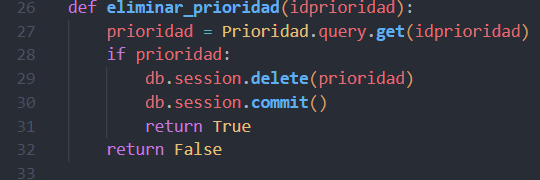 26 def eliminar_prioridad(idprioridad):
27 prioridad = Prioridad.query.get(idprioridad)
28 if prioridad:
29 db.session.delete(prioridad)
30 db.session.commit()
31 return True
32 return False
33